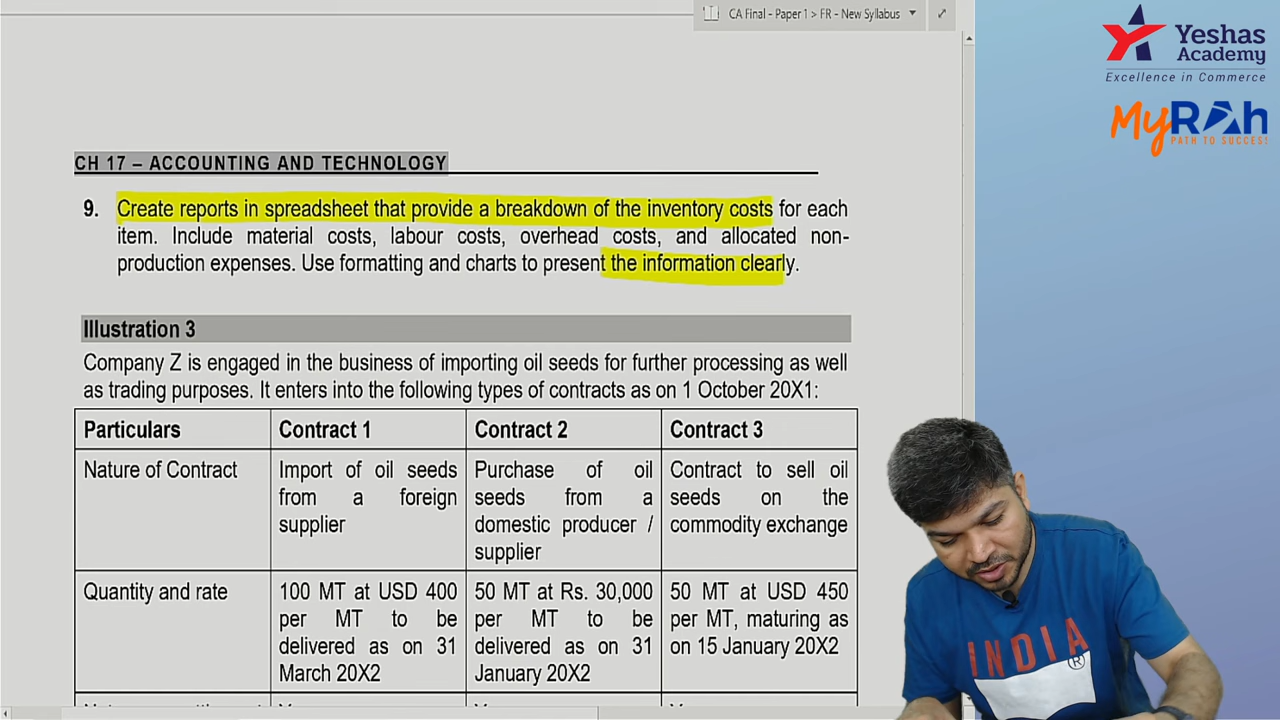 CA Final - Paper 1 > FR - New Syllabus
Yeshas
Academy
Excellence in Commerce
MyRAh
PATH TO SUCCESS!
CH 17 – ACCOUNTING AND TECHNOLOGY
9. Create reports in spreadsheet that provide a breakdown of the inventory costs for each
item. Include material costs, labour costs, overhead costs, and allocated non-
production expenses. Use formatting and charts to present the information clearly.
Illustration 3
Company Z is engaged in the business of importing oil seeds for further processing as well
as trading purposes. It enters into the following types of contracts as on 1 October 20X1:
Particulars Contract 1 Contract 2 Contract 3
Nature of Contract
Import of oil seeds
from a foreign
supplier
Purchase of oil
seeds from a
domestic producer /
supplier
Contract to sell oil
seeds on the
commodity exchange
Quantity and rate
100 MT at USD 400
per MT to be
delivered as on 31
March 20X2
50 MT at Rs. 30,000
per MT to be
delivered as on 31
January 20X2
50 MT at USD 450
per MT, maturing as
on 15 January 20X2
INDIA